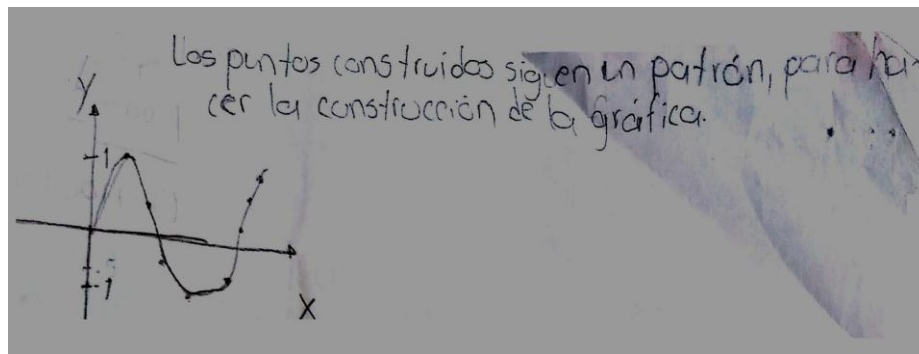 Los puntos construidos siguen un patrón, para ha-
cer la construcción de la gráfica.
Y
1
-1
X